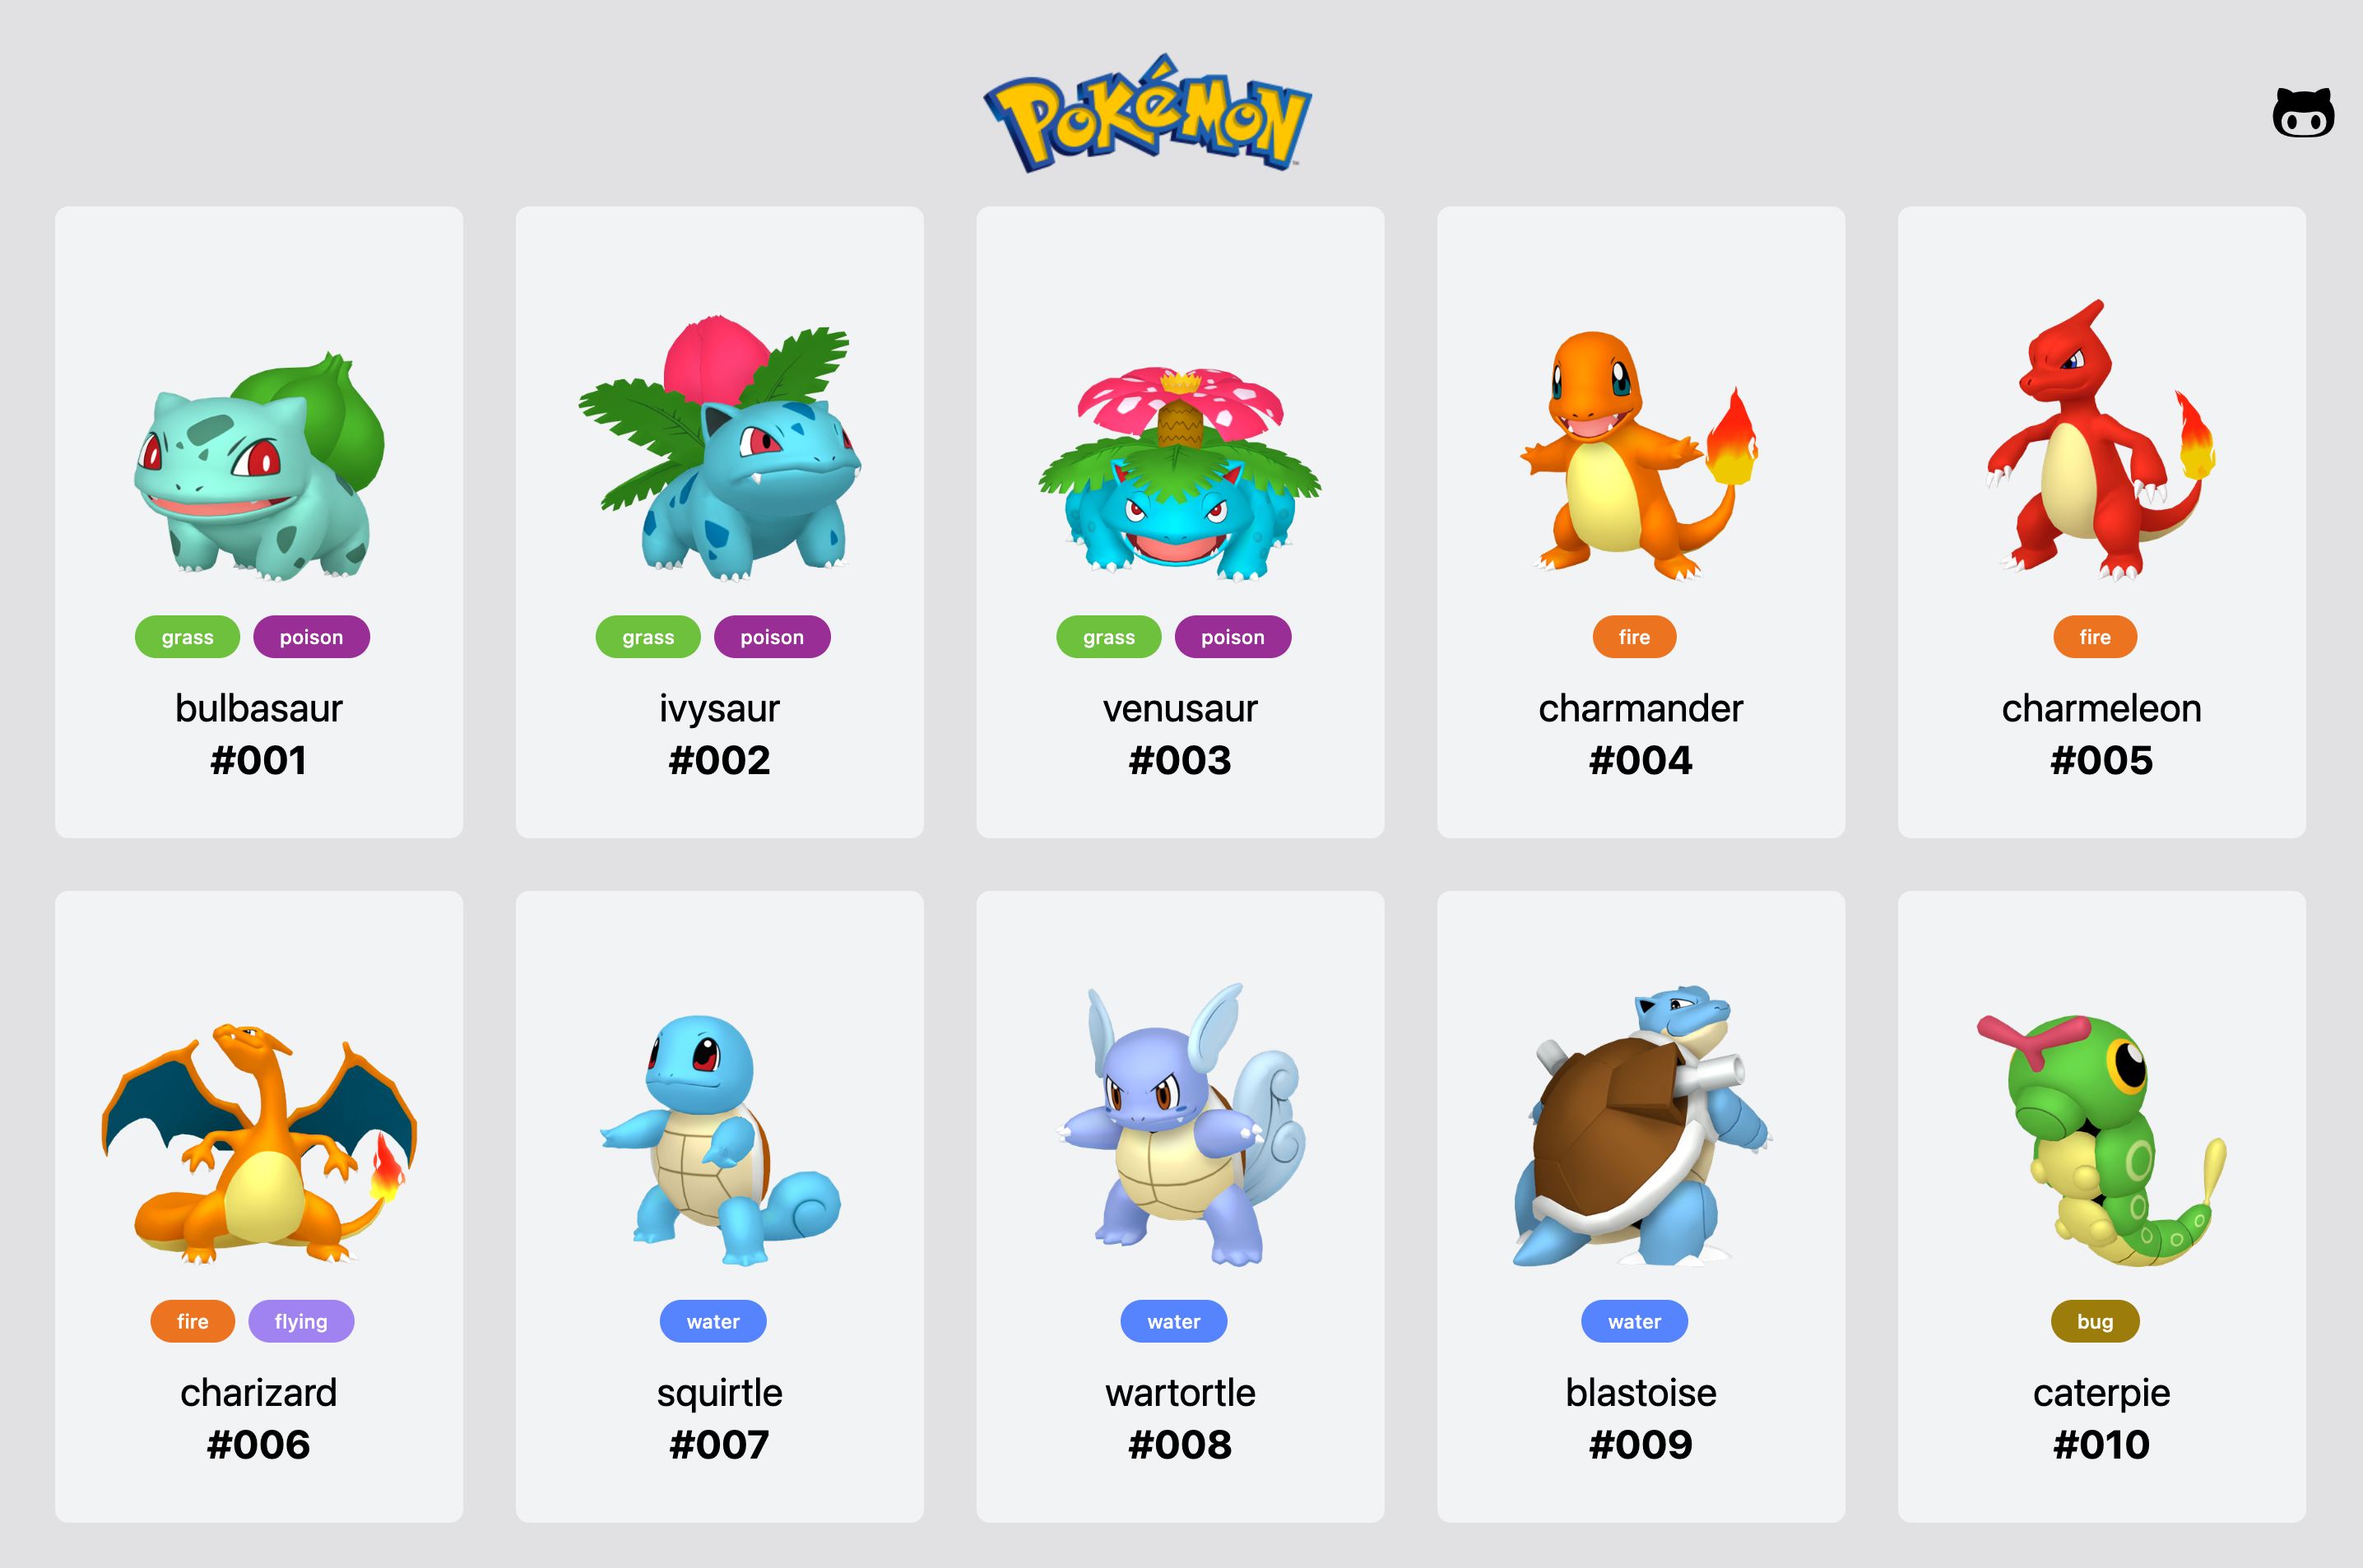 Pokémon
grass poison
bulbasaur
#001
grass poison
ivysaur
#002
grass poison
venusaur
#003
fire
charmander
#004
fire
charmeleon
#005
fire flying
charizard
#006
water
squirtle
#007
water
wartortle
#008
water
blastoise
#009
bug
caterpie
#010